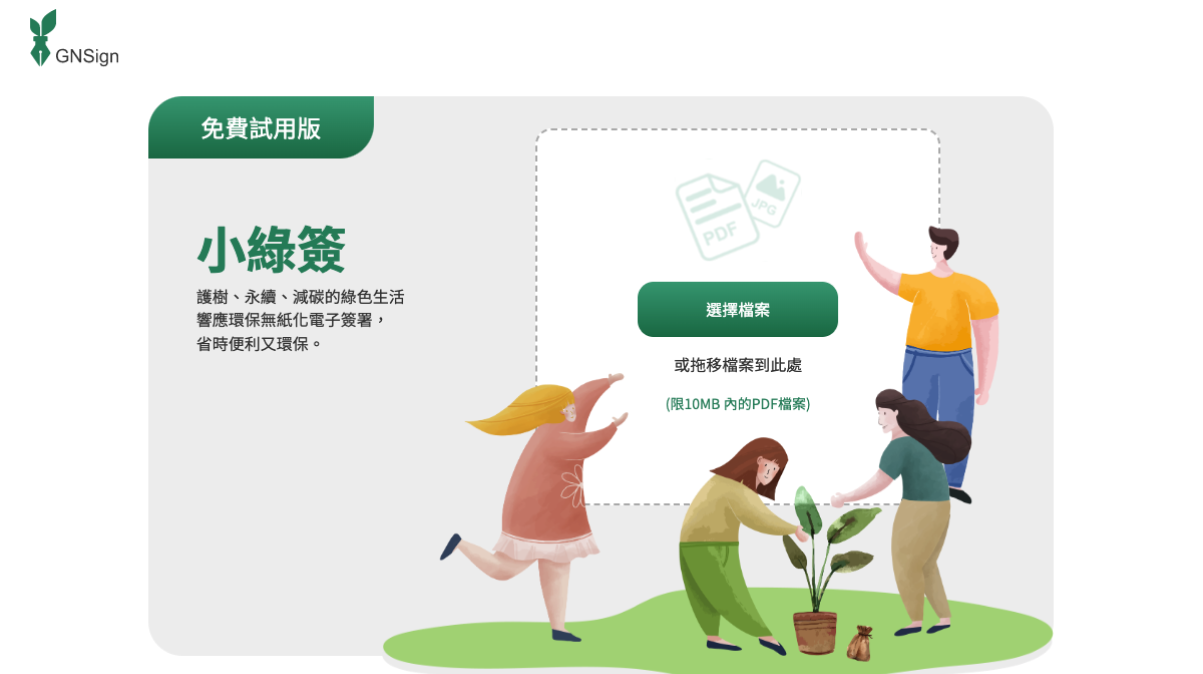 GNSign
免費試用版
小綠簽
護樹、永續、減碳的綠色生活
響應環保無紙化電子簽署，
省時便利又環保。
PDF
JPG
選擇檔案
或拖移檔案到此處
(限10MB 內的PDF檔案)